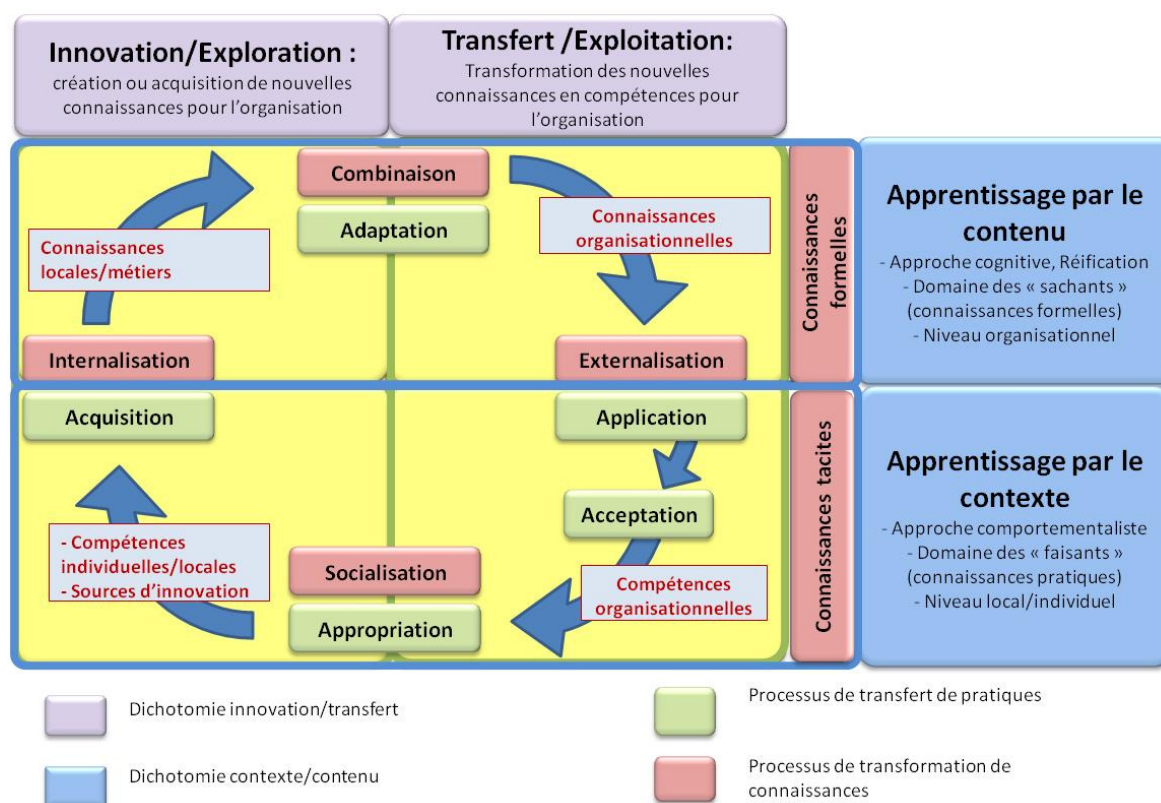 Innovation/Exploration :
création ou acquisition de nouvelles
connaissances pour l’organisation
Transfert /Exploitation:
Transformation des nouvelles
connaissances en compétences pour
l’organisation
Combinaison
Adaptation
Connaissances
locales/métiers
Connaissances
organisationnelles
Internalisation
Externalisation
Connaissances
formelles
Apprentissage par le
contenu
- Approche cognitive, Réification
- Domaine des « sachants »
(connaissances formelles)
- Niveau organisationnel
Acquisition
Application
Acceptation
- Compétences
individuelles/locales
- Sources d’innovation
Socialisation
Appropriation
Compétences
organisationnelles
Connaissances tacites
Apprentissage par le
contexte
- Approche comportementaliste
- Domaine des « faisants »
(connaissances pratiques)
- Niveau local/individuel
Dichotomie innovation/transfert
Processus de transfert de pratiques
Dichotomie contexte/contenu
Processus de transformation de
connaissances